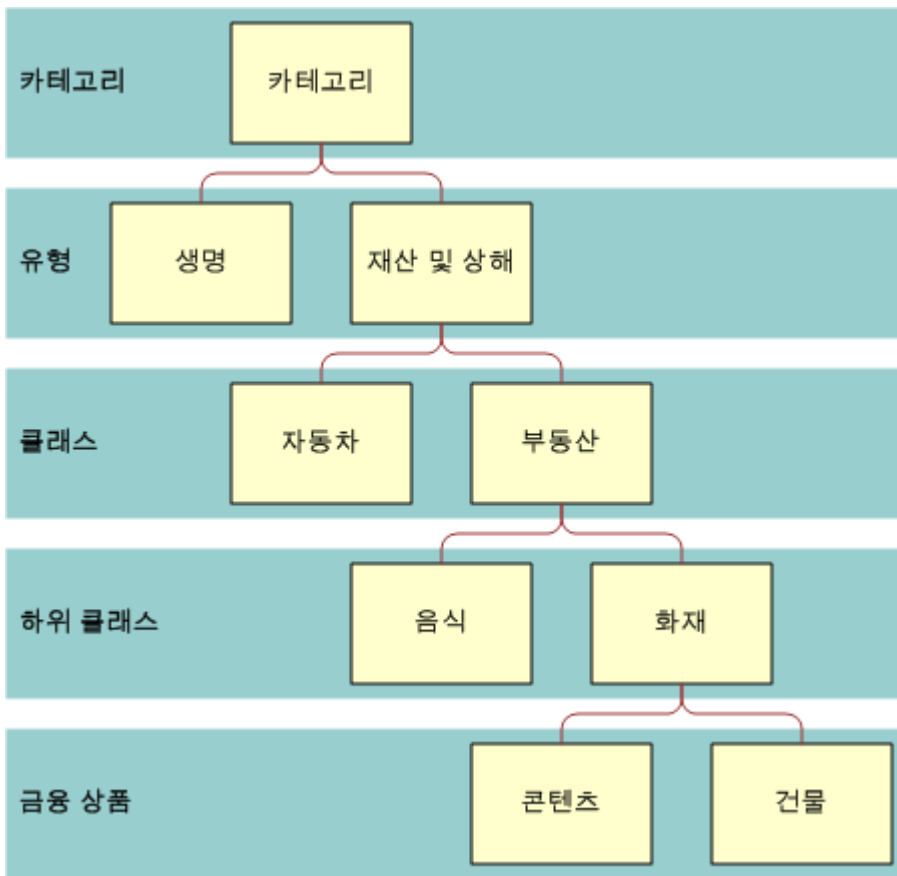 카테고리
카테고리
유형
생명
재산 및 상해
클래스
자동차
부동산
하위 클래스
음식
화재
금융 상품
콘텐츠
건물